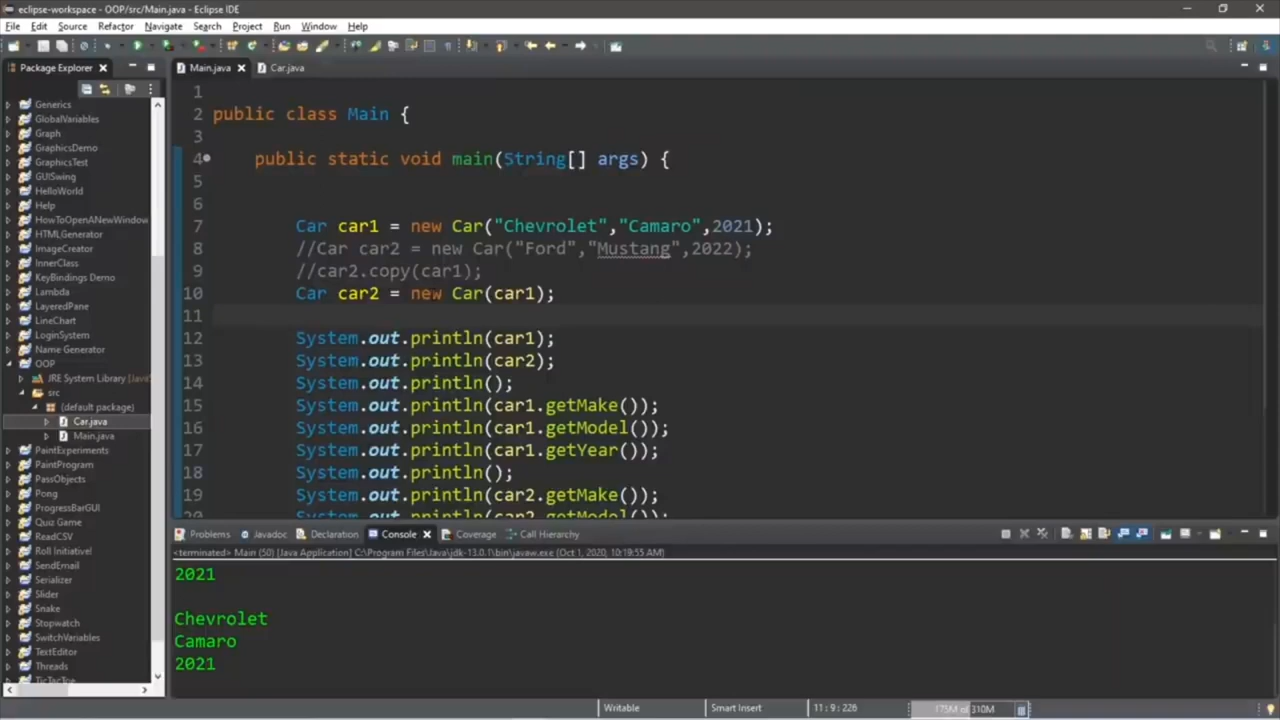 eclipse-workspace - OOP/src/Main.java - Eclipse IDE
File Edit Source Refactor Navigate Search Project Run Window Help
Package Explorer
Main.java
Car.java
Generics
GlobalVariables
Graph
GraphicsDemo
GraphicsTest
GUISwing
HelloWorld
Help
HowToOpenANewWindow
HTMLGenerator
ImageCreator
InnerClass
KeyBindings Demo
Lambda
LayeredPane
LineChart
LoginSystem
Name Generator
OOP
JRE System Library [Java
src
(default package)
Car.java
Main.java
PaintExperiments
PaintProgram
PassObjects
Pong
ProgressBarGUI
Quiz Game
ReadCSV
Roll Initiative!
SendEmail
Serializer
Slider
Snake
Stopwatch
SwitchVariables
TextEditor
Threads
TicTacToe
1
2 public class Main {
3
4 public static void main(String[] args) {
5
6
7 Car car1 = new Car("Chevrolet","Camaro",2021);
8 //Car car2 = new Car("Ford","Mustang",2022);
9 //car2.copy(car1);
10 Car car2 = new Car(car1);
11
12 System.out.println(car1);
13 System.out.println(car2);
14 System.out.println();
15 System.out.println(car1.getMake());
16 System.out.println(car1.getModel());
17 System.out.println(car1.getYear());
18 System.out.println();
19 System.out.println(car2.getMake());
20 System.out.println(car2.getModel());
Problems Javadoc Declaration Console Coverage Call Hierarchy
<terminated> Main (50) [Java Application] C:\Program Files\Java\jdk-13.0.1\bin\javaw.exe (Oct 1, 2020, 10:19:55 AM)
2021
Chevrolet
Camaro
2021
Writable Smart Insert 11 : 9 : 226 175M of 310M